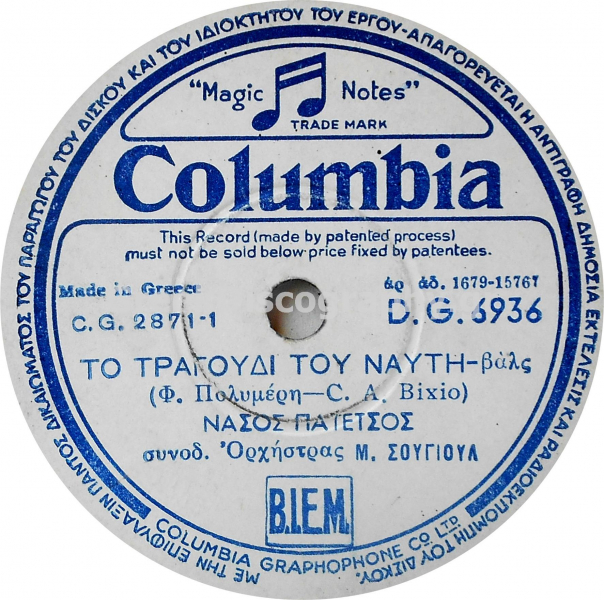 ΜΕ ΤΗΝ ΕΠΙΦΥΛΑΞΙΝ ΠΑΝΤΟΣ ΔΙΚΑΙΩΜΑΤΟΣ ΤΟΥ ΠΑΡΑΓΩΓΟΥ ΤΟΥ ΔΙΣΚΟΥ ΚΑΙ ΤΟΥ ΙΔΙΟΚΤΗΤΟΥ ΤΟΥ ΕΡΓΟΥ-ΑΠΑΓΟΡΕΥΕΤΑΙ Η ΑΝΤΙΓΡΑΦΗ ΔΗΜΟΣΙΑ ΕΚΤΕΛΕΣΙΣ ΚΑΙ ΡΑΔΙΟΕΚΠΟΜΠΗ ΤΟΥ ΔΙΣΚΟΥ.
"Magic Notes"
TRADE MARK
Columbia
This Record (made by patented process)
must not be sold below price fixed by patentees.
Made in Greece
ἀρ ἀδ. 1679-15767
C.G. 2871-1
D.G. 6936
ΤΟ ΤΡΑΓΟΥΔΙ ΤΟΥ ΝΑΥΤΗ-βὰλς
(Φ. Πολυμέρη—C. A. Bixio)
ΝΑΣΟΣ ΠΑΤΕΤΣΟΣ
συνοδ. Ὀρχήστρας Μ. ΣΟΥΓΙΟΥΛ
B.I.E.M.
COLUMBIA GRAPHOPHONE CO LTD